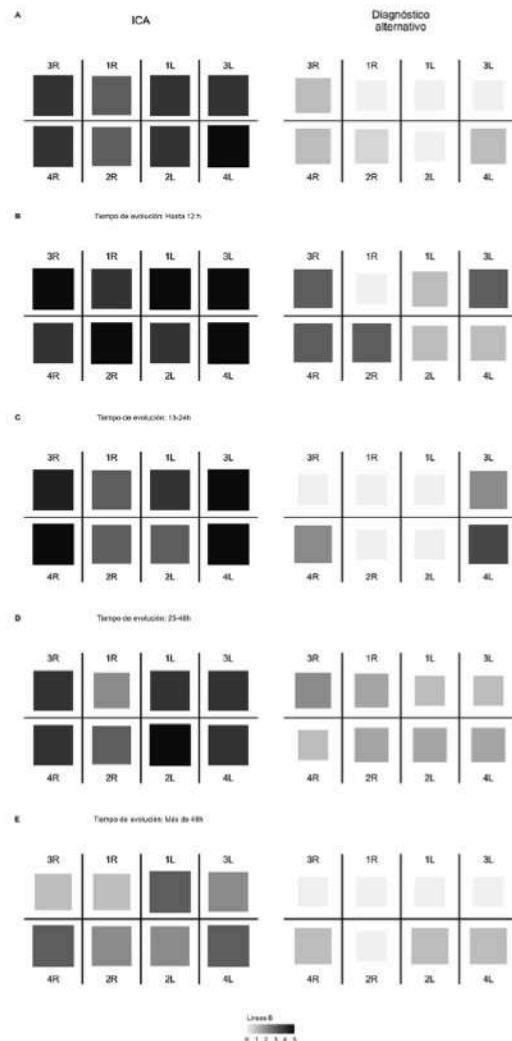 A
ICA
Diagnóstico
alternativo
3R 1R 1L 3L
3R 1R 1L 3L
4R 2R 2L 4L
4R 2R 2L 4L
B Tiempo de evolución: Hasta 12 h
3R 1R 1L 3L
3R 1R 1L 3L
4R 2R 2L 4L
4R 2R 2L 4L
C Tiempo de evolución: 13-24h
3R 1R 1L 3L
3R 1R 1L 3L
4R 2R 2L 4L
4R 2R 2L 4L
D Tiempo de evolución: 25-48h
3R 1R 1L 3L
3R 1R 1L 3L
4R 2R 2L 4L
4R 2R 2L 4L
E Tiempo de evolución: Más de 48h
3R 1R 1L 3L
3R 1R 1L 3L
4R 2R 2L 4L
4R 2R 2L 4L
Líneas B
0 1 2 3 4 5